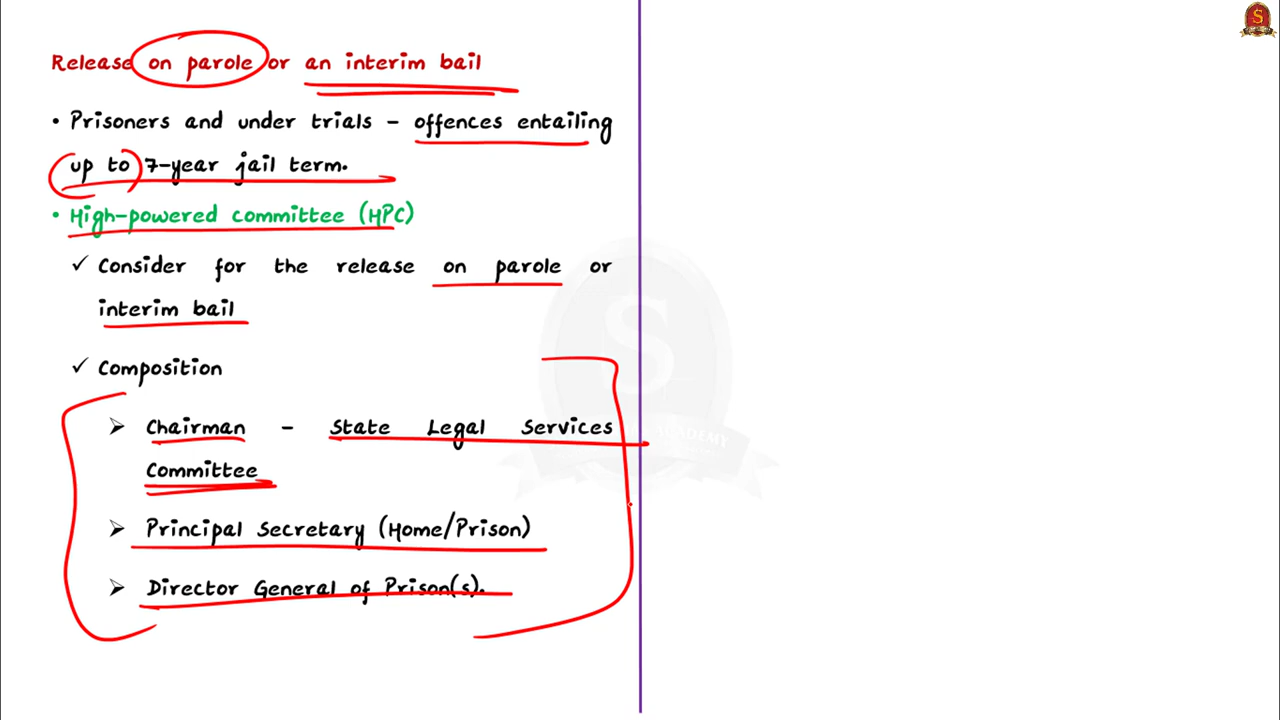 Release on parole or an interim bail
• Prisoners and under trials - offences entailing
up to 7-year jail term.
• High-powered committee (HPC)
✓ Consider for the release on parole or
interim bail
✓ Composition
➢ Chairman - State Legal Services
Committee
➢ Principal Secretary (Home/Prison)
➢ Director General of Prison(s).
S
S
ACADEMY